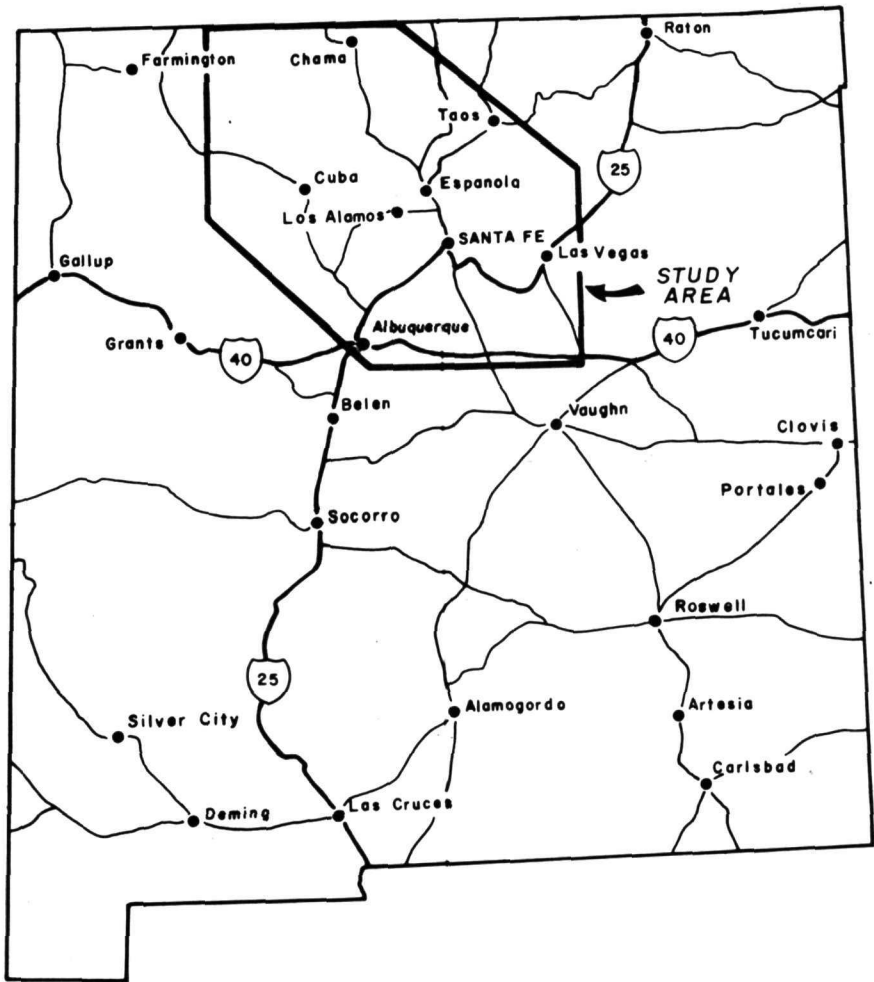 Raton
Farmington
Chama
Taos
25
Cuba
Espanola
Los Alamos
SANTA FE
Las Vegas
Gallup
STUDY
AREA
Albuquerque
Tucumcari
Grants
40
40
Belen
Vaughn
Clovis
Portales
Socorro
Roswell
25
Silver City
Alamogordo
Artesia
Carlsbad
Las Cruces
Deming